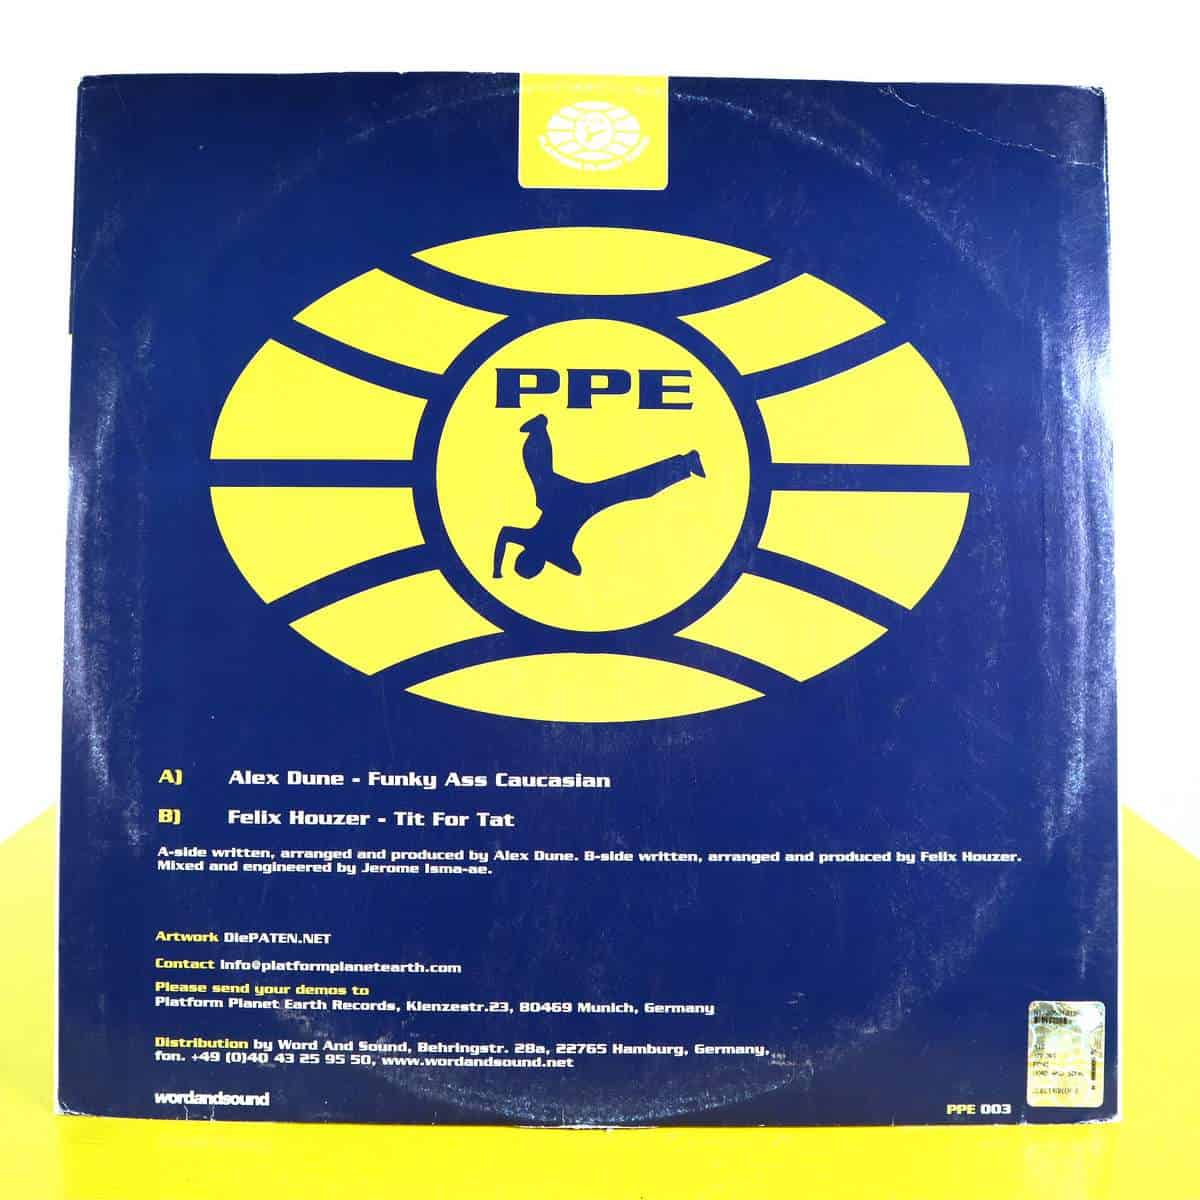 PPE
A) Alex Dune - Funky Ass Caucasian
B) Felix Houzer - Tit For Tat
A-side written, arranged and produced by Alex Dune. B-side written, arranged and produced by Felix Houzer.
Mixed and engineered by Jerome Isma-ae.
Artwork DiePATEN.NET
Contact info@platformplanetearth.com
Please send your demos to
Platform Planet Earth Records, Klenzestr.23, 80469 Munich, Germany
Distribution by Word And Sound, Behringstr. 28a, 22765 Hamburg, Germany,
fon. +49 (0)40 43 25 95 50, www.wordandsound.net
wordandsound
PPE 003